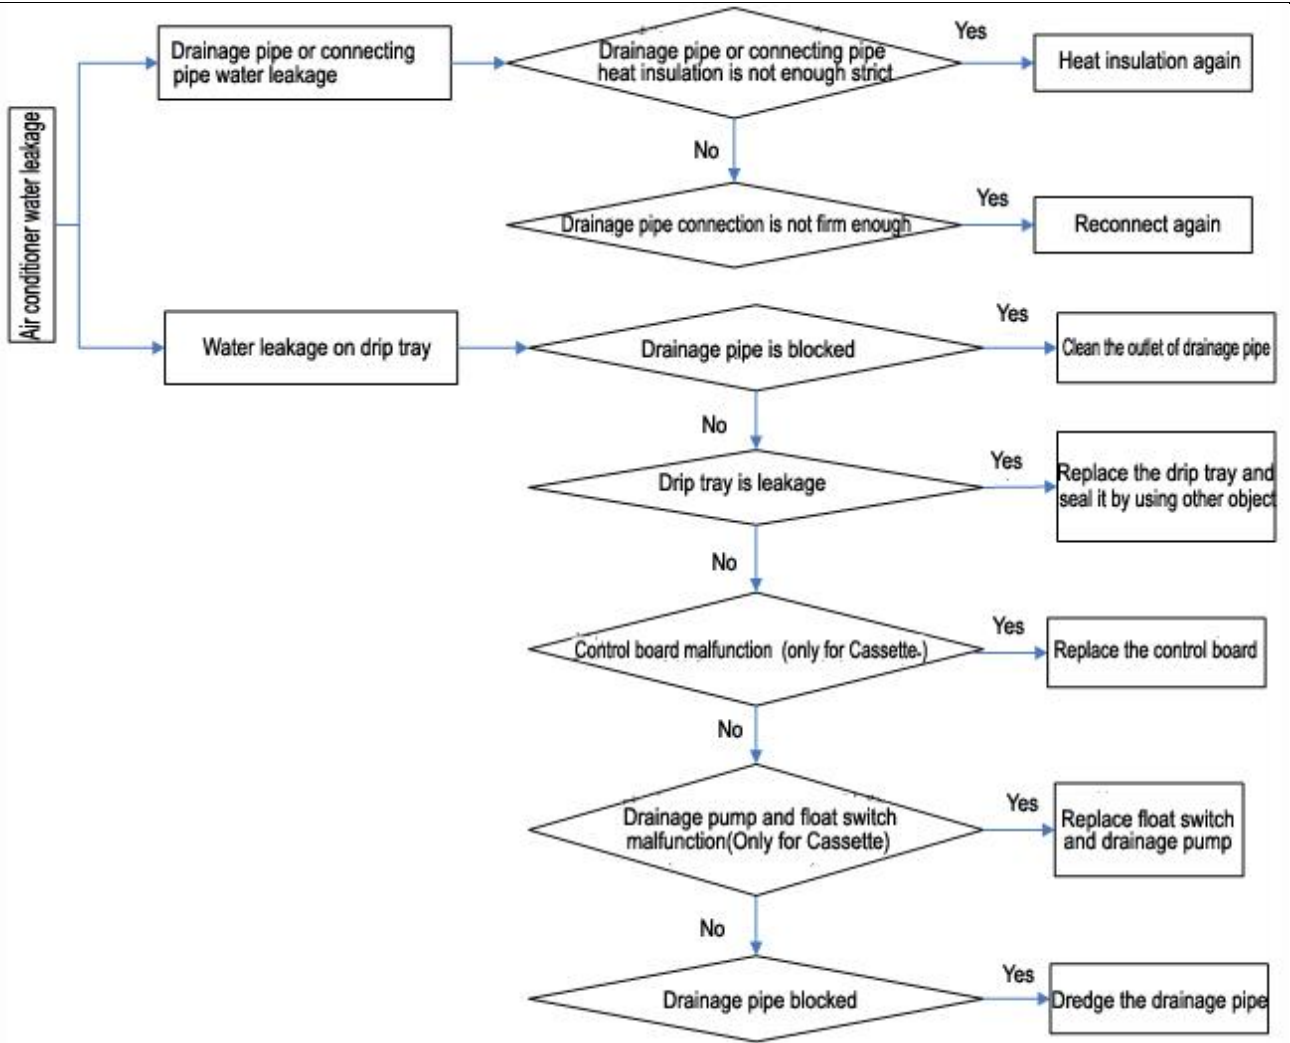 Air conditioner water leakage
Drainage pipe or connecting
pipe water leakage
Drainage pipe or connecting pipe
heat insulation is not enough strict
Yes
Heat insulation again
No
Drainage pipe connection is not firm enough
Yes
Reconnect again
Water leakage on drip tray
Drainage pipe is blocked
Yes
Clean the outlet of drainage pipe
No
Drip tray is leakage
Yes
Replace the drip tray and
seal it by using other object
No
Control board malfunction (only for Cassette.)
Yes
Replace the control board
No
Drainage pump and float switch
malfunction(Only for Cassette)
Yes
Replace float switch
and drainage pump
No
Drainage pipe blocked
Yes
Dredge the drainage pipe